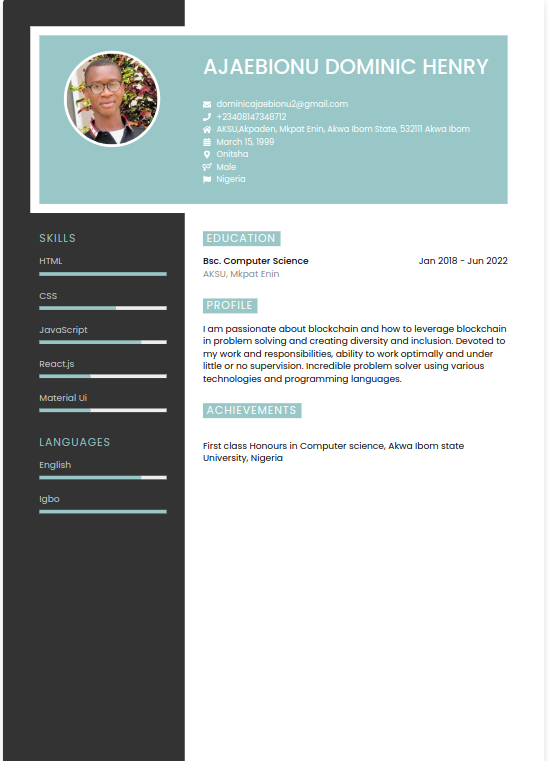 AJAEBIONU DOMINIC HENRY
dominicajaebionu2@gmail.com
+23408147348712
AKSU,Akpaden, Mkpat Enin, Akwa Ibom State, 532111 Akwa Ibom
March 15, 1999
Onitsha
Male
Nigeria
SKILLS
HTML
CSS
JavaScript
React.js
Material Ui
LANGUAGES
English
Igbo
EDUCATION
Bsc. Computer Science Jan 2018 - Jun 2022
AKSU, Mkpat Enin
PROFILE
I am passionate about blockchain and how to leverage blockchain
in problem solving and creating diversity and inclusion. Devoted to
my work and responsibilities, ability to work optimally and under
little or no supervision. Incredible problem solver using various
technologies and programming languages.
ACHIEVEMENTS
First class Honours in Computer science, Akwa Ibom state
University, Nigeria